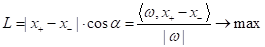 L = |x₊ − x₋| · cos α = ⟨ω, x₊ − x₋⟩ / |ω| → max